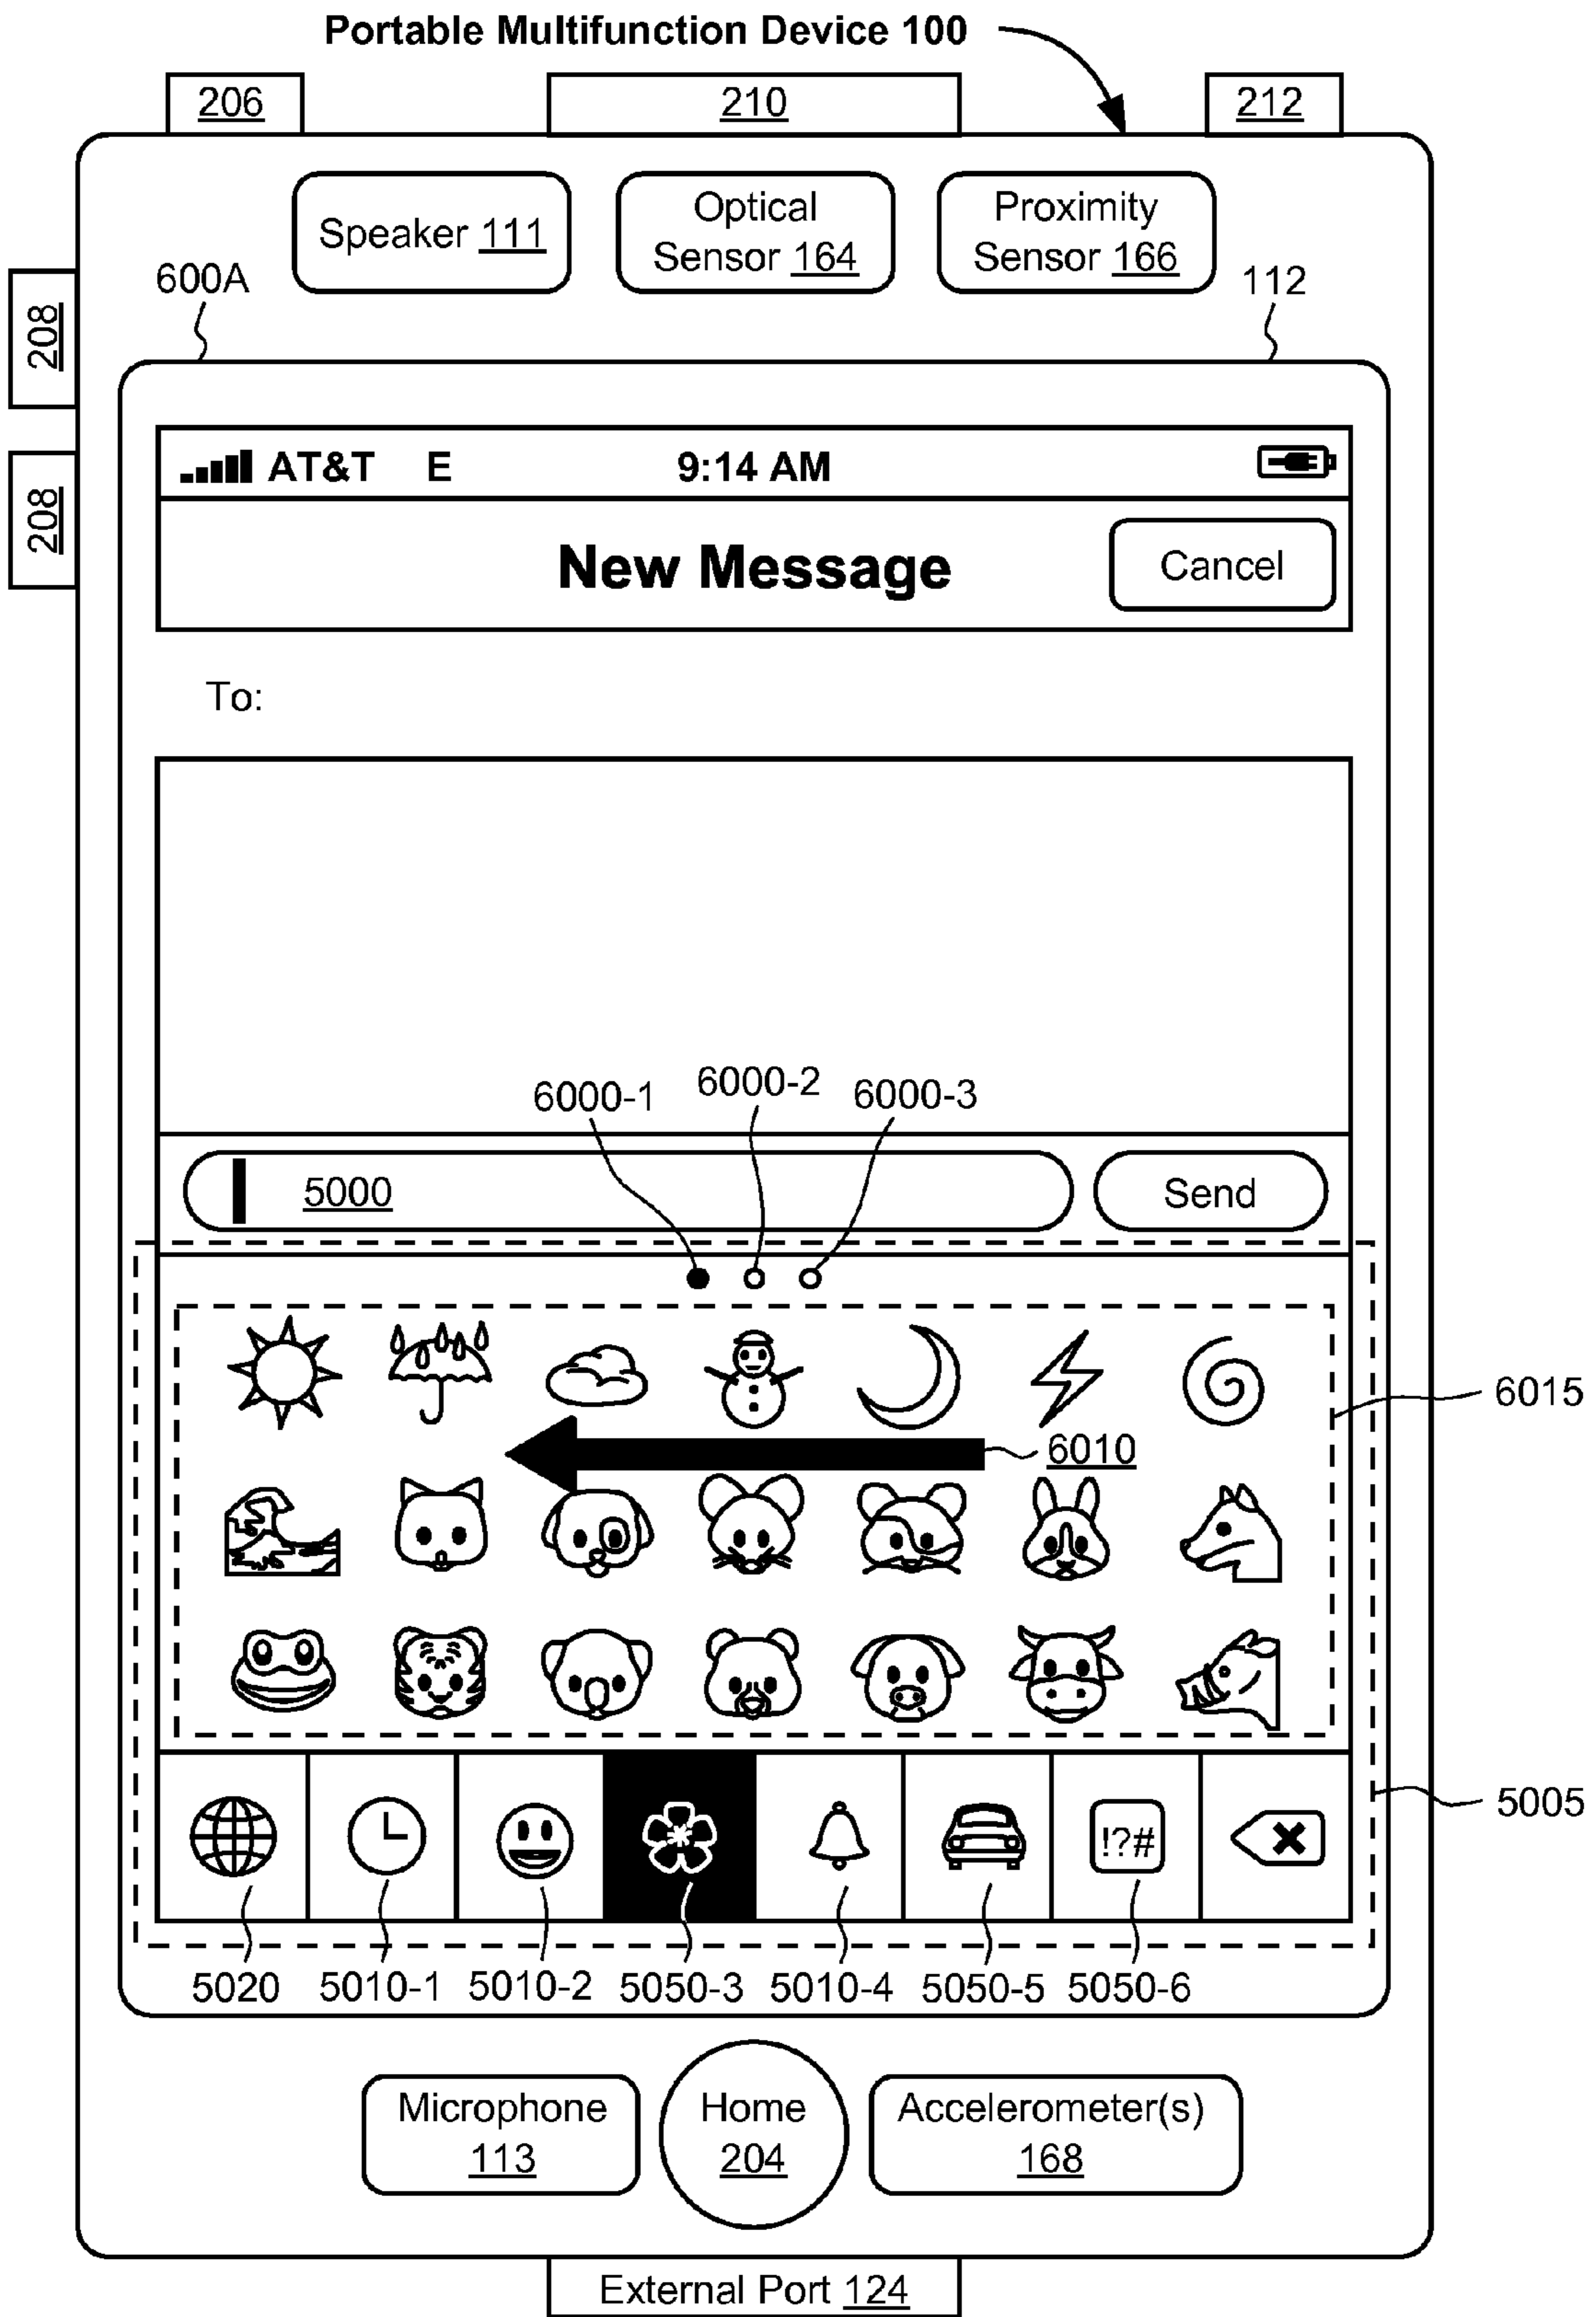 Portable Multifunction Device 100
206
210
212
Speaker 111
Optical
Sensor 164
Proximity
Sensor 166
600A
112
208
208
AT&T E 9:14 AM
New Message
Cancel
To:
6000-1
6000-2
6000-3
5000
Send
6015
6010
5005
!?#
5020
5010-1
5010-2
5050-3
5010-4
5050-5
5050-6
Microphone
113
Home
204
Accelerometer(s)
168
External Port 124